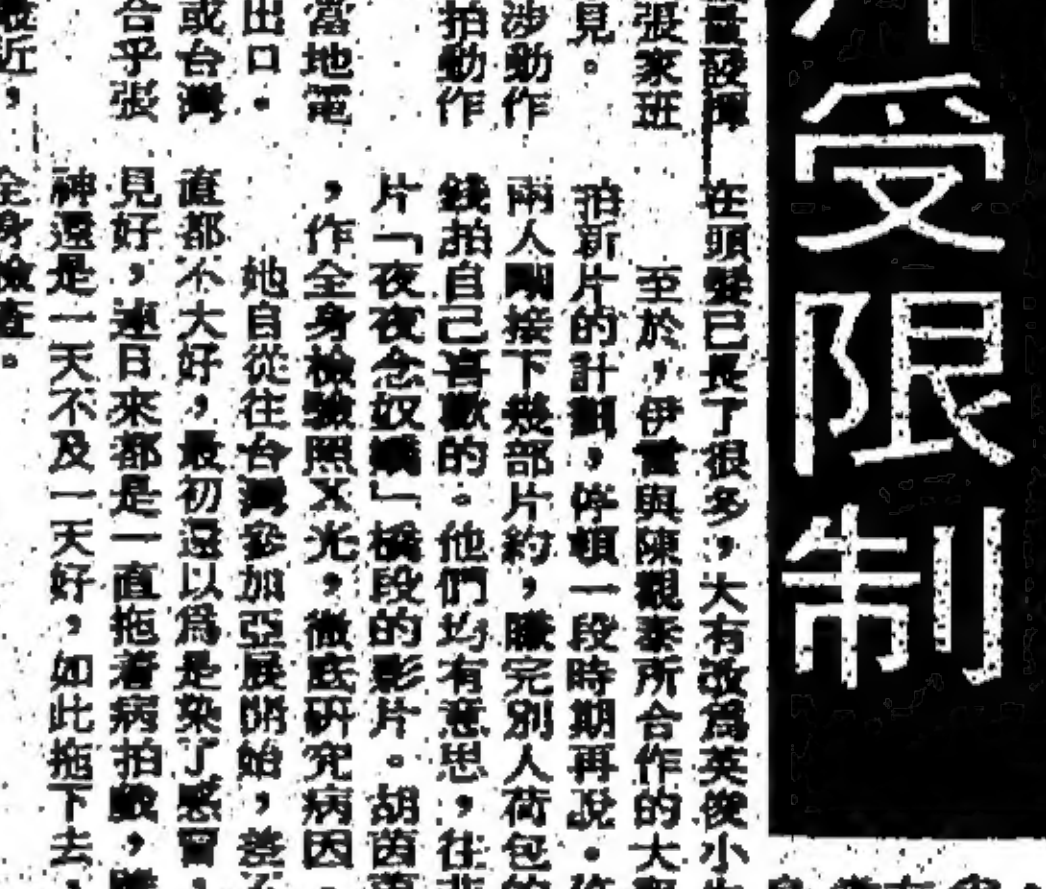 受限制
張家班
見。
涉動作
拍動作
當地電
出口。
或台灣
合乎張
近，
在頭髮已長了很多，大有改爲英俊小
至於，伊雷與陳觀泰所合作的大
拍新片的計劃，停頓一段時期再說。
兩人剛接下幾部片約，賺完別人荷包的
錢拍自己喜歡的。他們均有意思，往
片「夜夜念奴嬌」橋段的影片。胡茵
，作全身檢驗照X光，徹底研究病因
她自從往台灣參加亞展開始，差
直都不大好，最初還以爲是染了感冒，
見好，連日來都是一直拖着病拍戲，
神還是一天不及一天好，如此拖下去，
全身檢查。